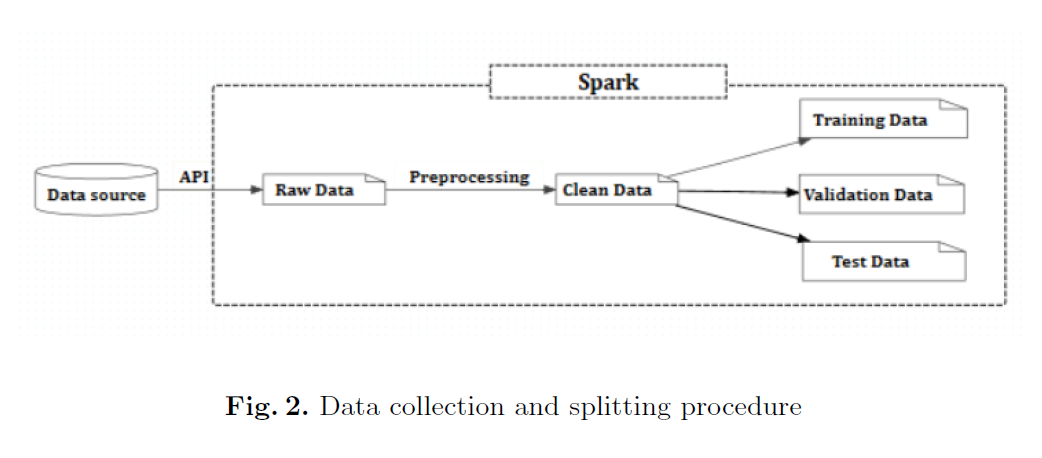 Spark
Training Data
API
Preprocessing
Data source
Raw Data
Clean Data
Validation Data
Test Data
Fig. 2. Data collection and splitting procedure